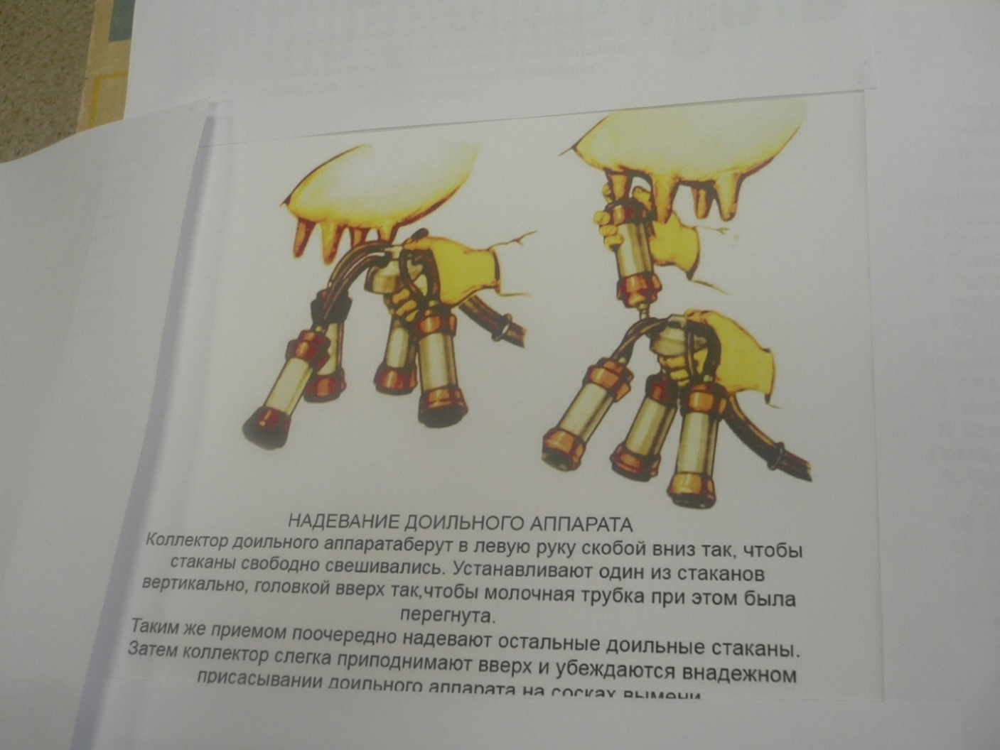 НАДЕВАНИЕ ДОИЛЬНОГО АППАРАТА
Коллектор доильного аппаратаберут в левую руку скобой вниз так, чтобы
стаканы свободно свешивались. Устанавливают один из стаканов
вертикально, головкой вверх так,чтобы молочная трубка при этом была
перегнута.
Таким же приемом поочередно надевают остальные доильные стаканы.
Затем коллектор слегка приподнимают вверх и убеждаются внадежном
присасывании доильного аппарата на сосках вымени